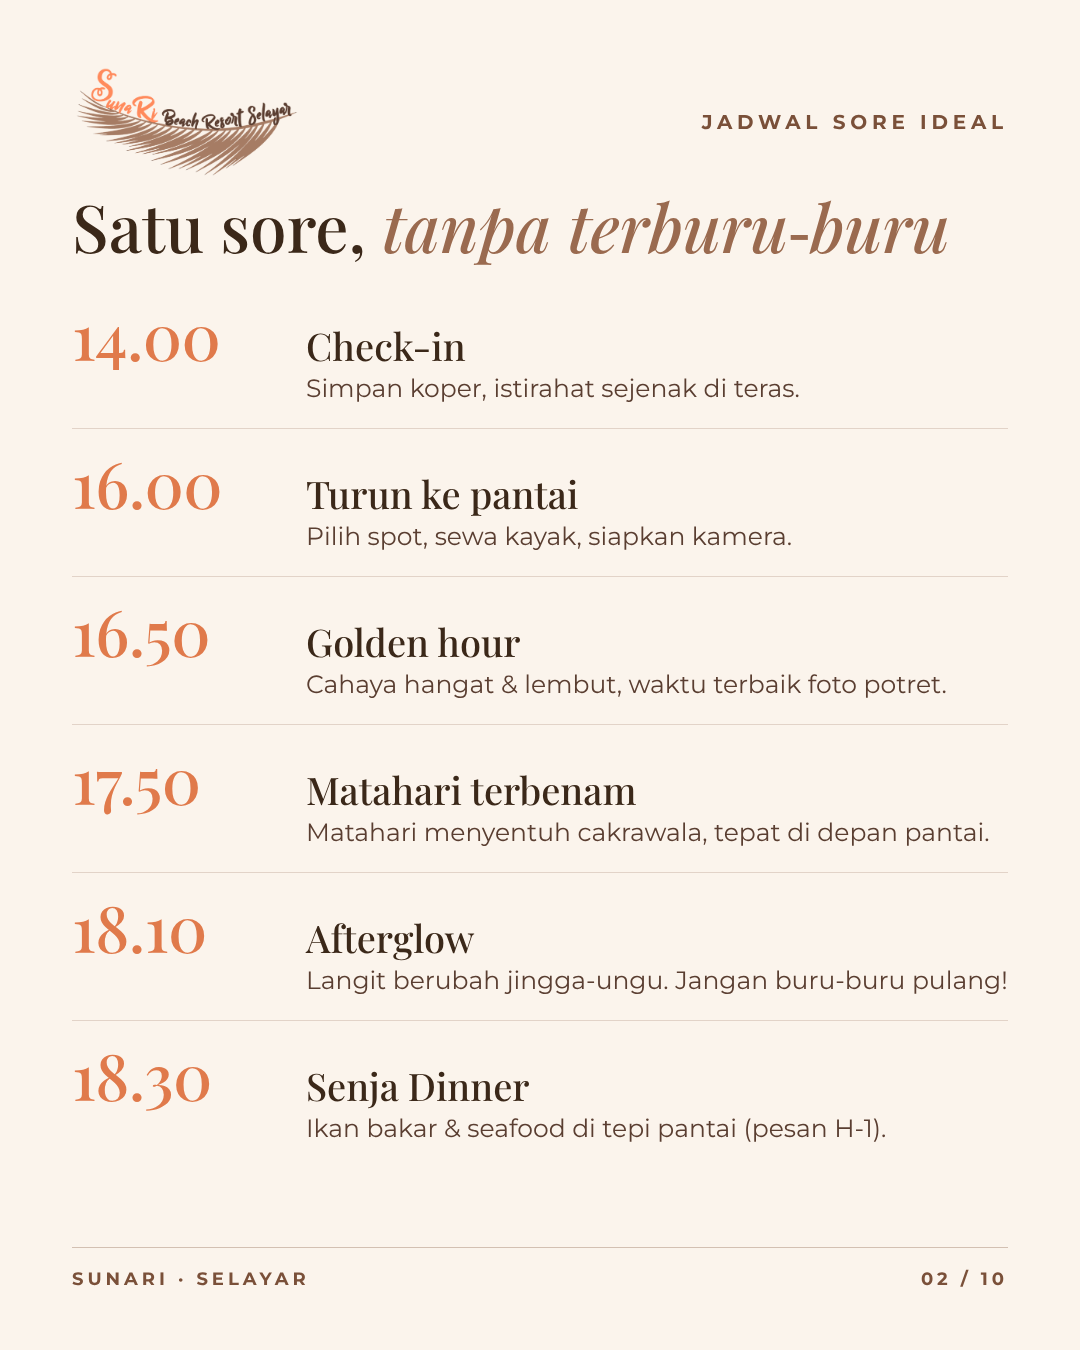 SunaRi Beach Resort Selayar
JADWAL SORE IDEAL
Satu sore, tanpa terburu-buru
14.00
Check-in
Simpan koper, istirahat sejenak di teras.
16.00
Turun ke pantai
Pilih spot, sewa kayak, siapkan kamera.
16.50
Golden hour
Cahaya hangat & lembut, waktu terbaik foto potret.
17.50
Matahari terbenam
Matahari menyentuh cakrawala, tepat di depan pantai.
18.10
Afterglow
Langit berubah jingga-ungu. Jangan buru-buru pulang!
18.30
Senja Dinner
Ikan bakar & seafood di tepi pantai (pesan H-1).
SUNARI · SELAYAR
02 / 10